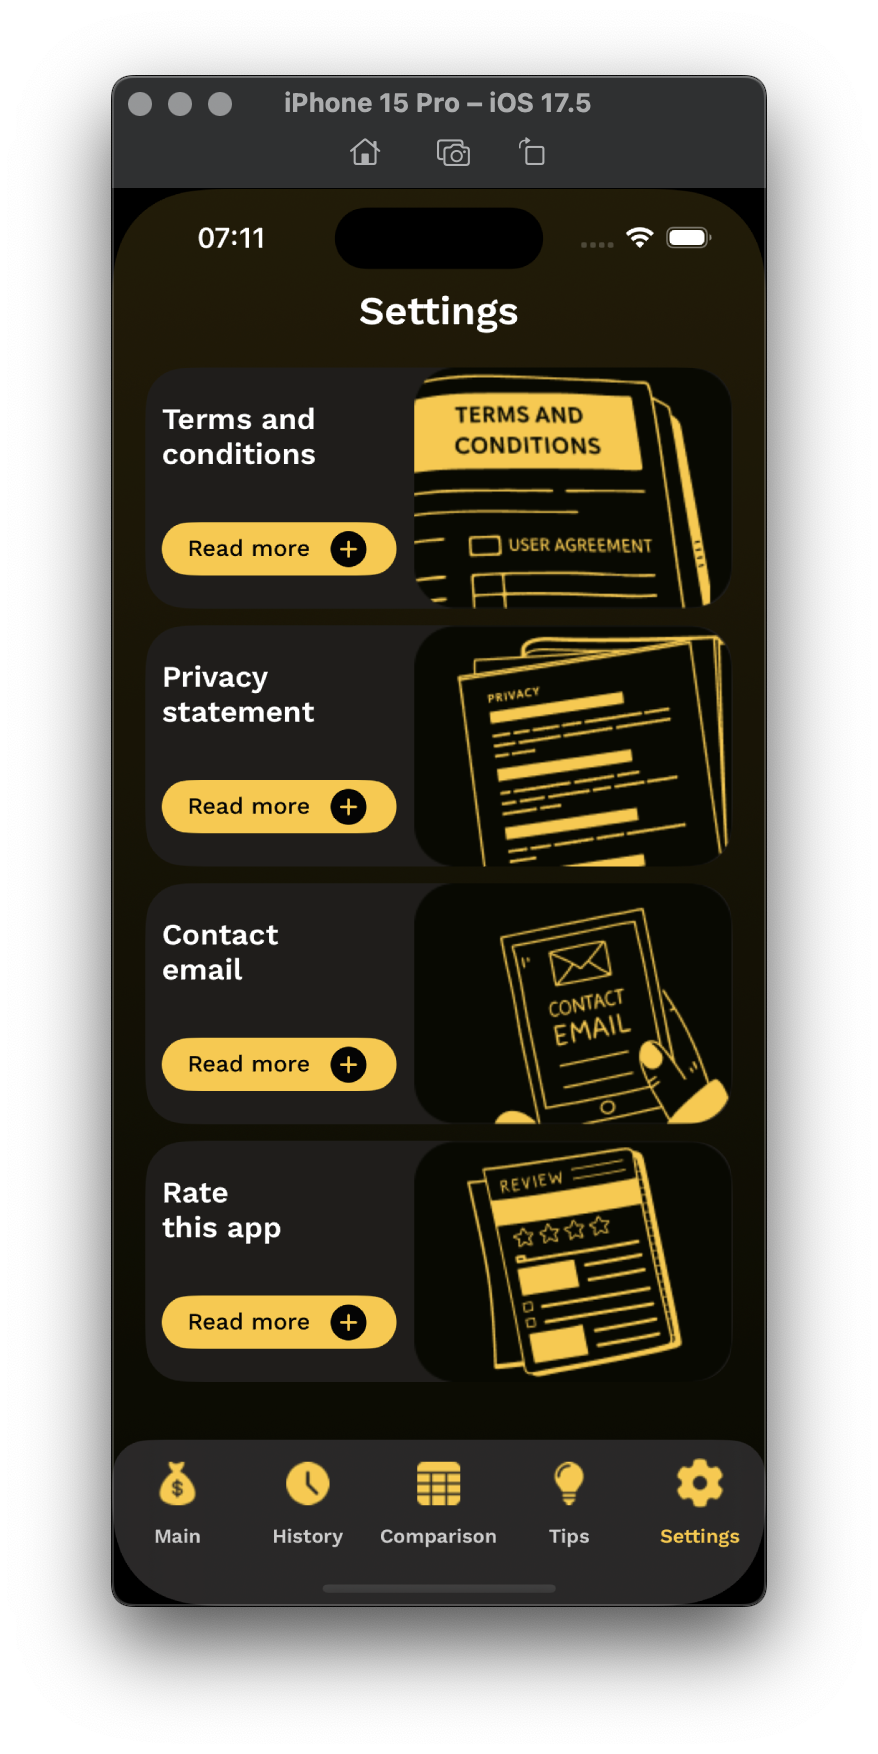 iPhone 15 Pro – iOS 17.5
07:11
Settings
Terms and
conditions
Read more
TERMS AND
CONDITIONS
USER AGREEMENT
Privacy
statement
Read more
PRIVACY
Contact
email
Read more
CONTACT
EMAIL
Rate
this app
Read more
REVIEW
$
Main
History
Comparison
Tips
Settings